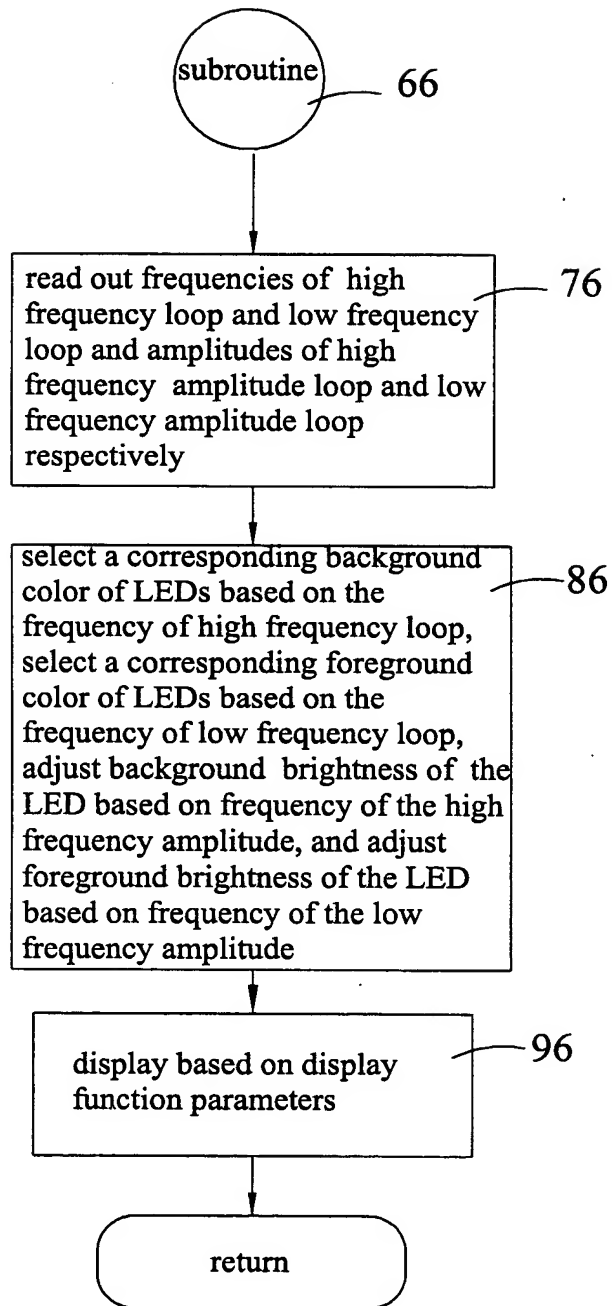 subroutine
66
read out frequencies of high
frequency loop and low frequency
loop and amplitudes of high
frequency amplitude loop and low
frequency amplitude loop
respectively
76
select a corresponding background
color of LEDs based on the
frequency of high frequency loop,
select a corresponding foreground
color of LEDs based on the
frequency of low frequency loop,
adjust background brightness of the
LED based on frequency of the high
frequency amplitude, and adjust
foreground brightness of the LED
based on frequency of the low
frequency amplitude
86
display based on display
function parameters
96
return